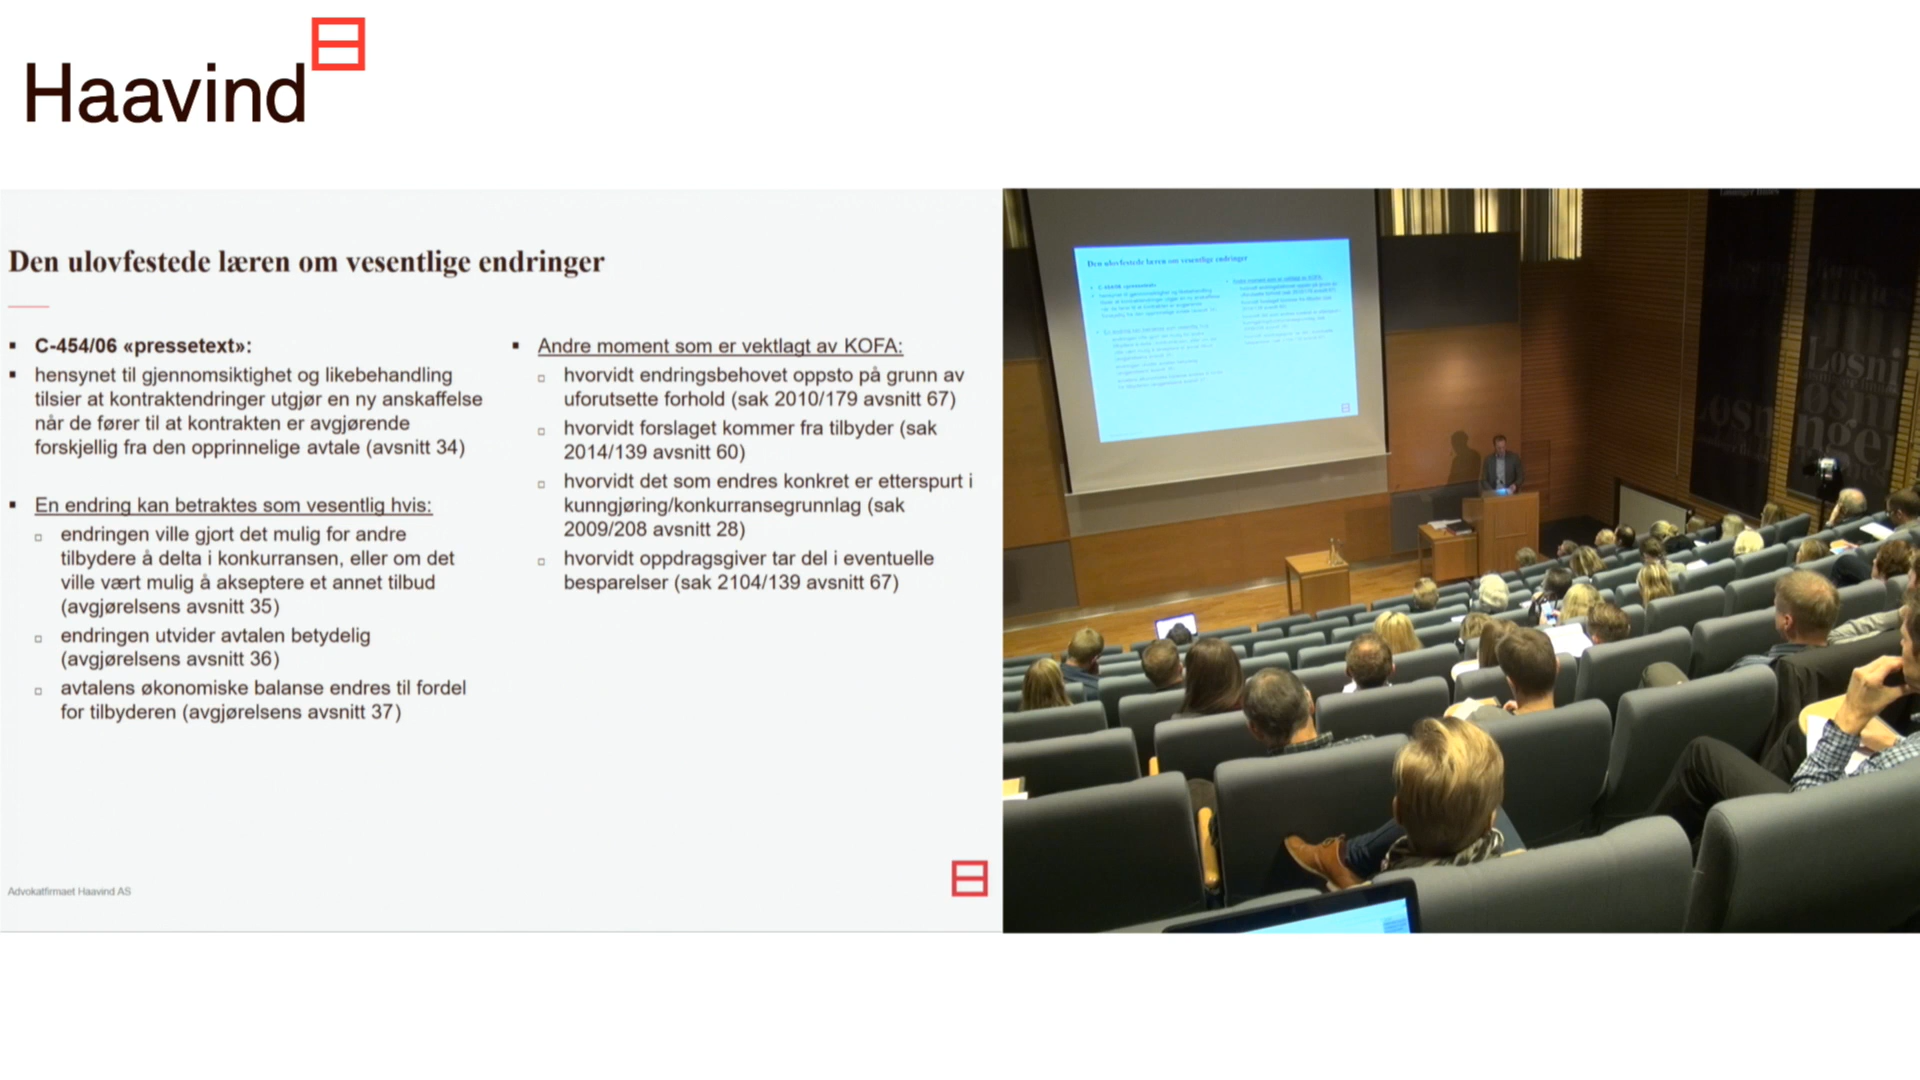 Haavind
Den ulovfestede læren om vesentlige endringer
C-454/06 «pressetext»:
hensynet til gjennomsiktighet og likebehandling
tilsier at kontraktendringer utgjør en ny anskaffelse
når de fører til at kontrakten er avgjørende
forskjellig fra den opprinnelige avtale (avsnitt 34)
En endring kan betraktes som vesentlig hvis:
endringen ville gjort det mulig for andre
tilbydere å delta i konkurransen, eller om det
ville vært mulig å akseptere et annet tilbud
(avgjørelsens avsnitt 35)
endringen utvider avtalen betydelig
(avgjørelsens avsnitt 36)
avtalens økonomiske balanse endres til fordel
for tilbyderen (avgjørelsens avsnitt 37)
Andre moment som er vektlagt av KOFA:
hvorvidt endringsbehovet oppsto på grunn av
uforutsette forhold (sak 2010/179 avsnitt 67)
hvorvidt forslaget kommer fra tilbyder (sak
2014/139 avsnitt 60)
hvorvidt det som endres konkret er etterspurt i
kunngjøring/konkurransegrunnlag (sak
2009/208 avsnitt 28)
hvorvidt oppdragsgiver tar del i eventuelle
besparelser (sak 2104/139 avsnitt 67)
Advokatfirmaet Haavind AS
Den ulovfestede læren om vesentlige endringer